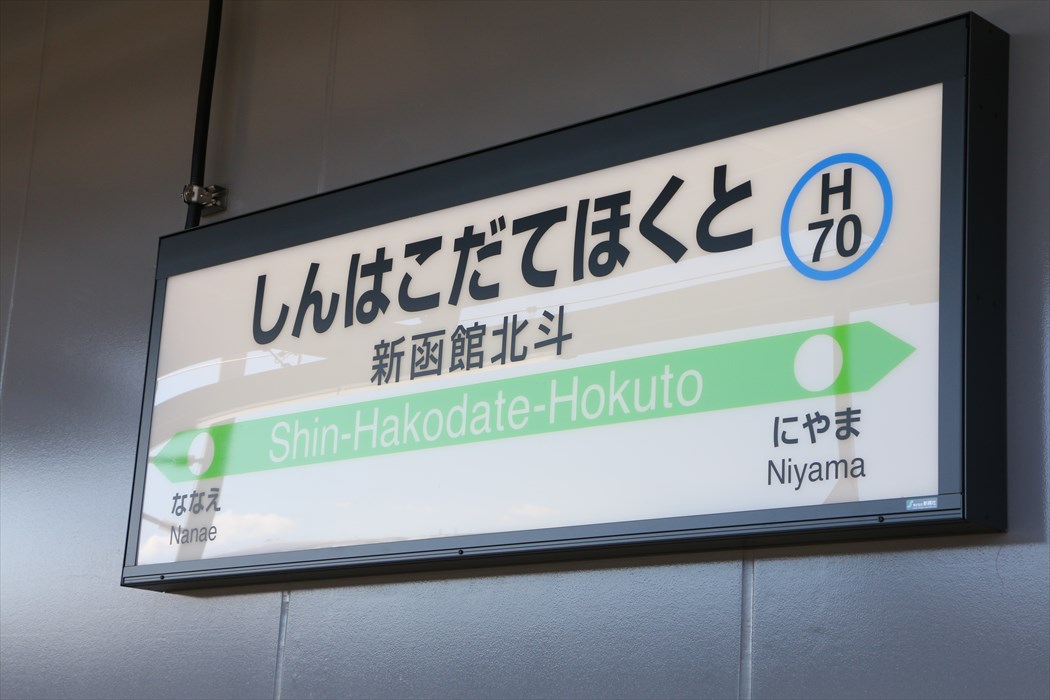 しんはこだてほくと
H
70
新函館北斗
Shin-Hakodate-Hokuto
ななえ
Nanae
にやま
Niyama